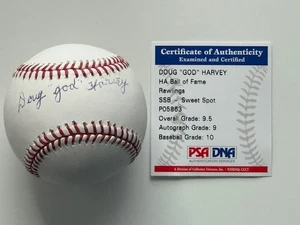 Doug "God" Harvey
Certificate of Authenticity
Examined and Certified
DOUG "GOD" HARVEY
HA.Ball of Fame
Rawlings
SSB - Sweet Spot
P05863
Overall Grade: 9.5
Autograph Grade: 9
Baseball Grade: 10
PSA DNA